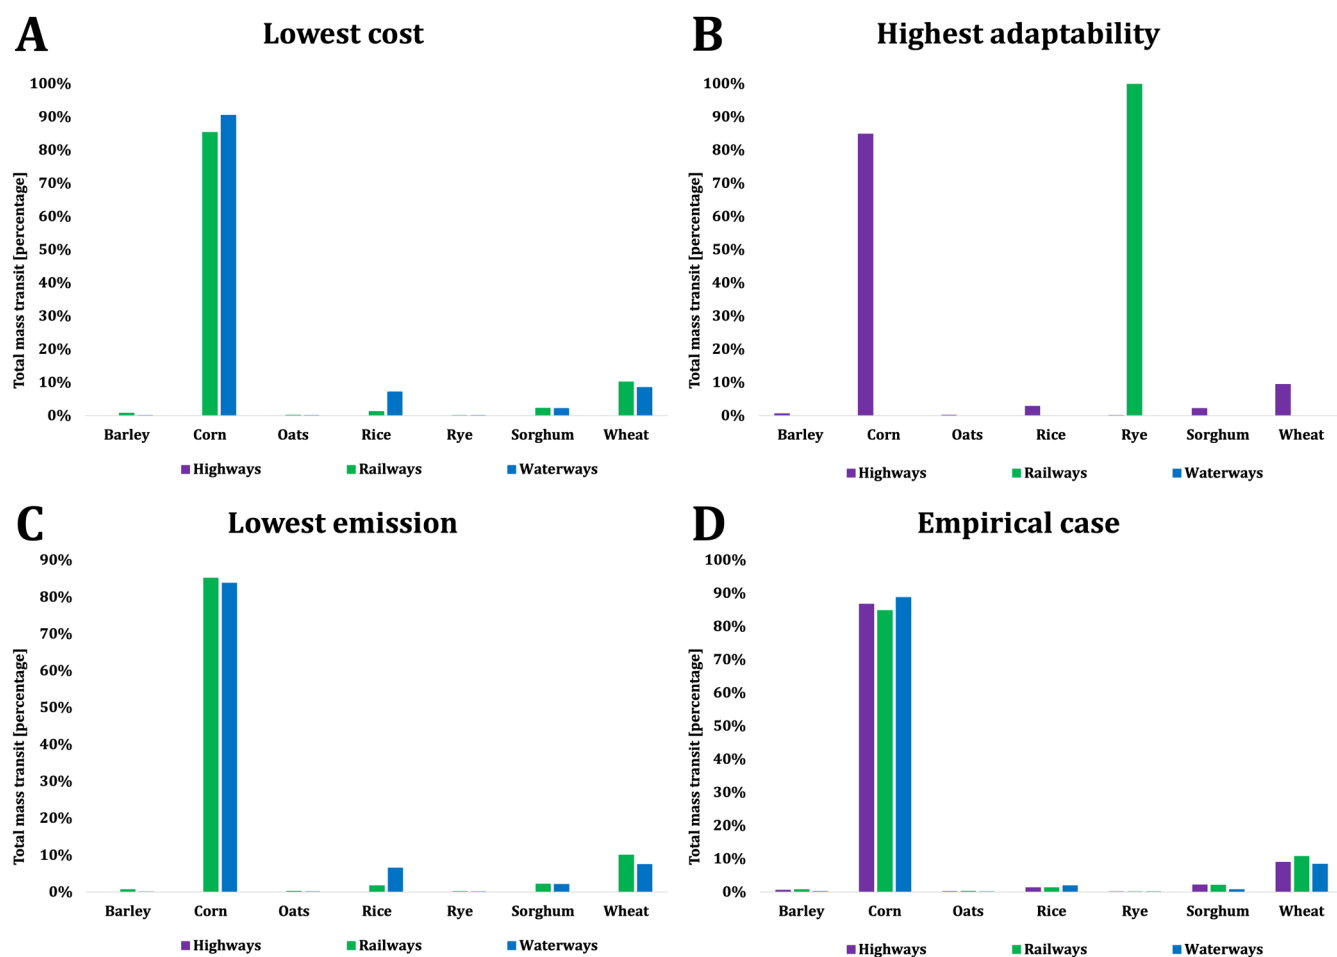 A
Lowest cost
Total mass transit [percentage]
100%
90%
80%
70%
60%
50%
40%
30%
20%
10%
0%
Barley Corn Oats Rice Rye Sorghum Wheat
Highways Railways Waterways
B
Highest adaptability
Total mass transit [percentage]
100%
90%
80%
70%
60%
50%
40%
30%
20%
10%
0%
Barley Corn Oats Rice Rye Sorghum Wheat
Highways Railways Waterways
C
Lowest emission
Total mass transit [percentage]
90%
80%
70%
60%
50%
40%
30%
20%
10%
0%
Barley Corn Oats Rice Rye Sorghum Wheat
Highways Railways Waterways
D
Empirical case
Total mass transit [percentage]
100%
90%
80%
70%
60%
50%
40%
30%
20%
10%
0%
Barley Corn Oats Rice Rye Sorghum Wheat
Highways Railways Waterways